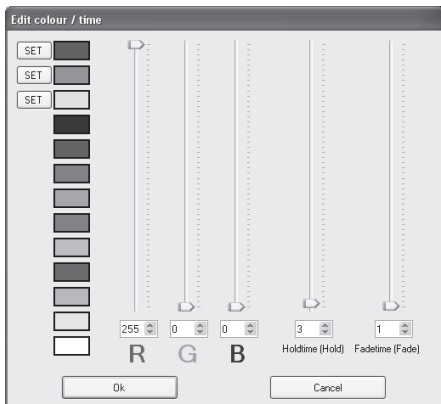 Edit colour / time
SET
SET
SET
255 0 0 3 1
R G B Holdtime (Hold) Fadetime (Fade)
Ok Cancel